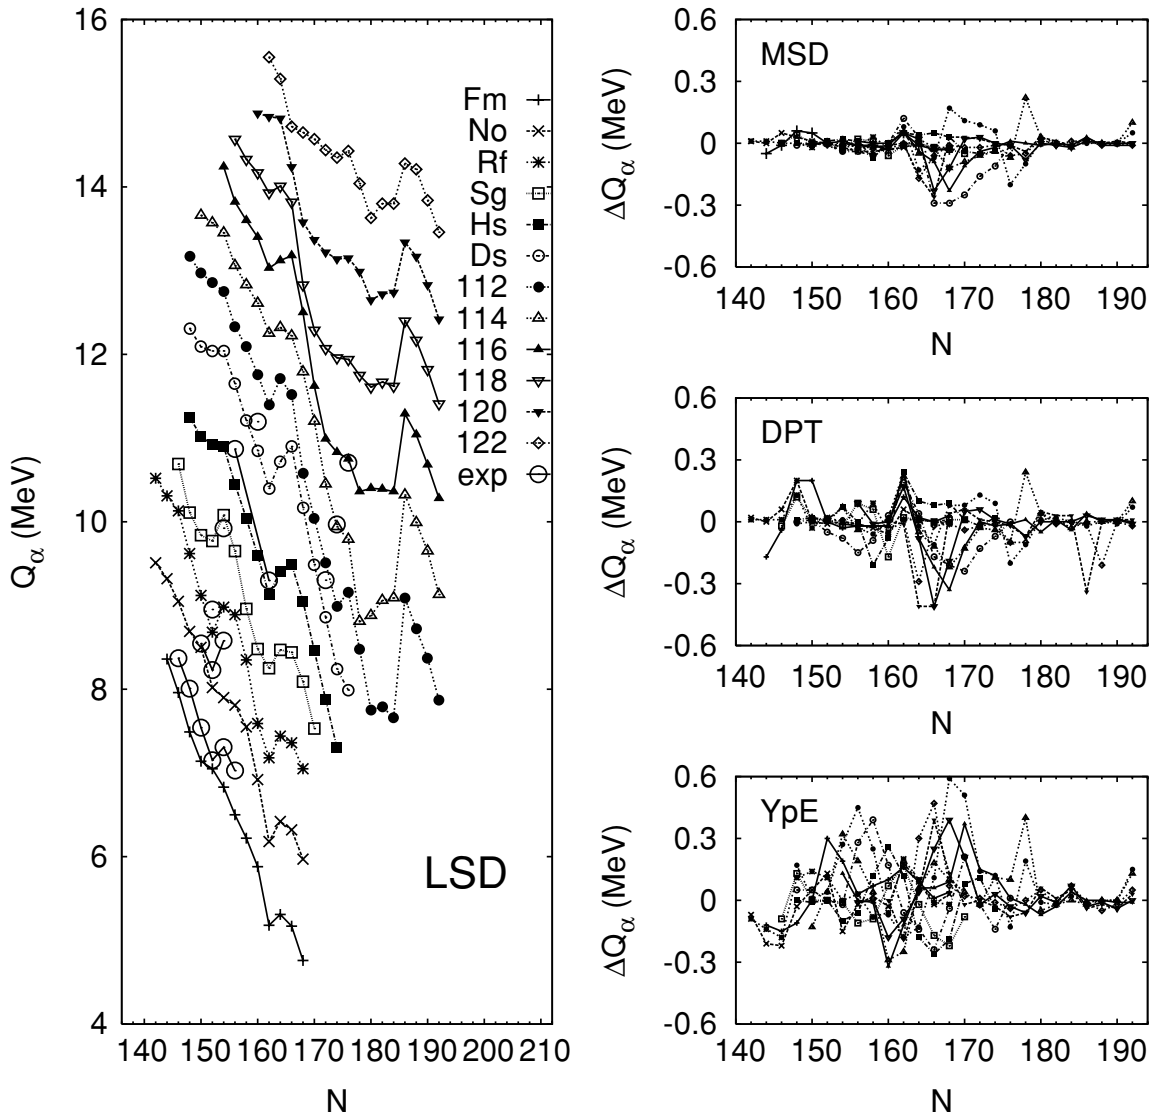 16
14
12
10
8
6
4
Qα (MeV)
140 150 160 170 180 190 200 210
N
Fm
No
Rf
Sg
Hs
Ds
112
114
116
118
120
122
exp
LSD
0.6
0.3
0
-0.3
-0.6
ΔQα (MeV)
MSD
140 150 160 170 180 190
N
0.6
0.3
0
-0.3
-0.6
ΔQα (MeV)
DPT
140 150 160 170 180 190
N
0.6
0.3
0
-0.3
-0.6
ΔQα (MeV)
YpE
140 150 160 170 180 190
N